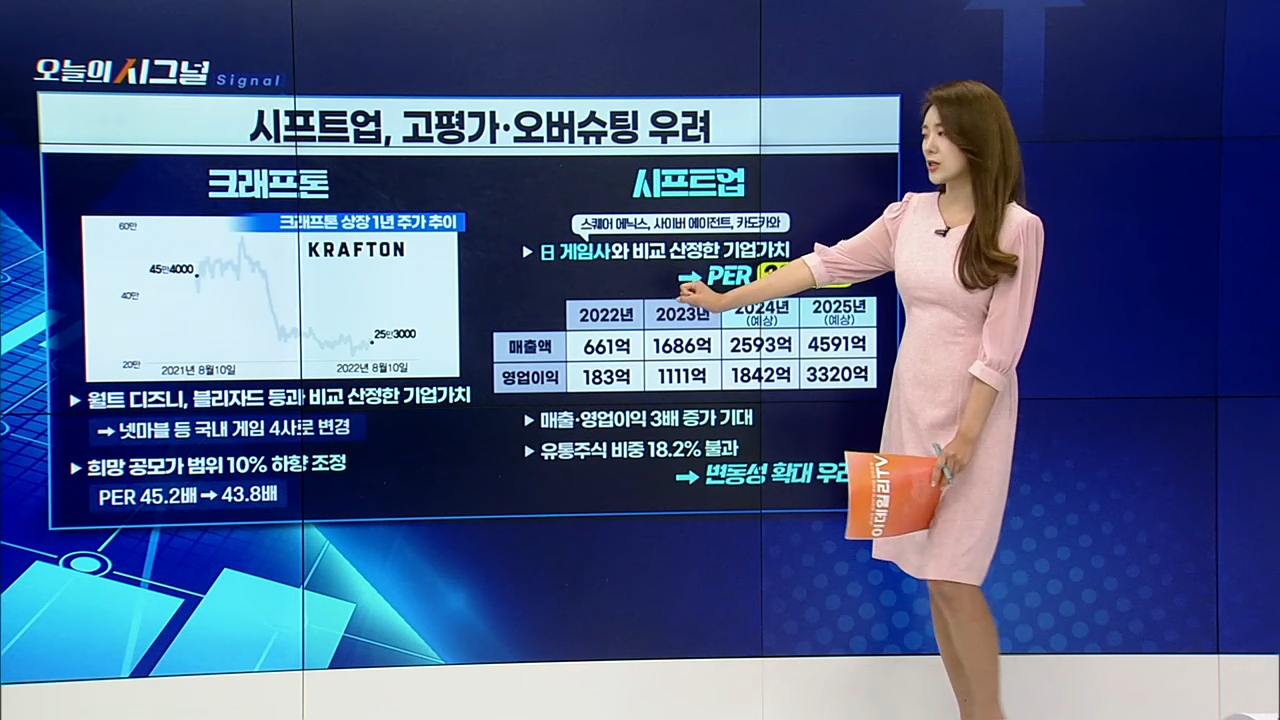 오늘의 시그널 Signal
시프트업, 고평가·오버슈팅 우려
크래프톤
크래프톤 상장 1년 주가 추이
KRAFTON
60만
45만4000
40만
25만3000
20만
2021년 8월10일
2022년 8월10일
▶ 월트 디즈니, 블리자드 등과 비교 산정한 기업가치
➡ 넷마블 등 국내 게임 4사로 변경
▶ 희망 공모가 범위 10% 하향 조정
PER 45.2배 ➡ 43.8배
시프트업
스퀘어 에닉스, 사이버 에이전트, 카도카와
▶ 日 게임사와 비교 산정한 기업가치
➡ PER
2022년 2023년 2024년 2025년
(예상) (예상)
매출액 661억 1686억 2593억 4591억
영업이익 183억 1111억 1842억 3320억
▶ 매출·영업이익 3배 증가 기대
▶ 유통주식 비중 18.2% 불과
➡ 변동성 확대 우려
이데일리TV